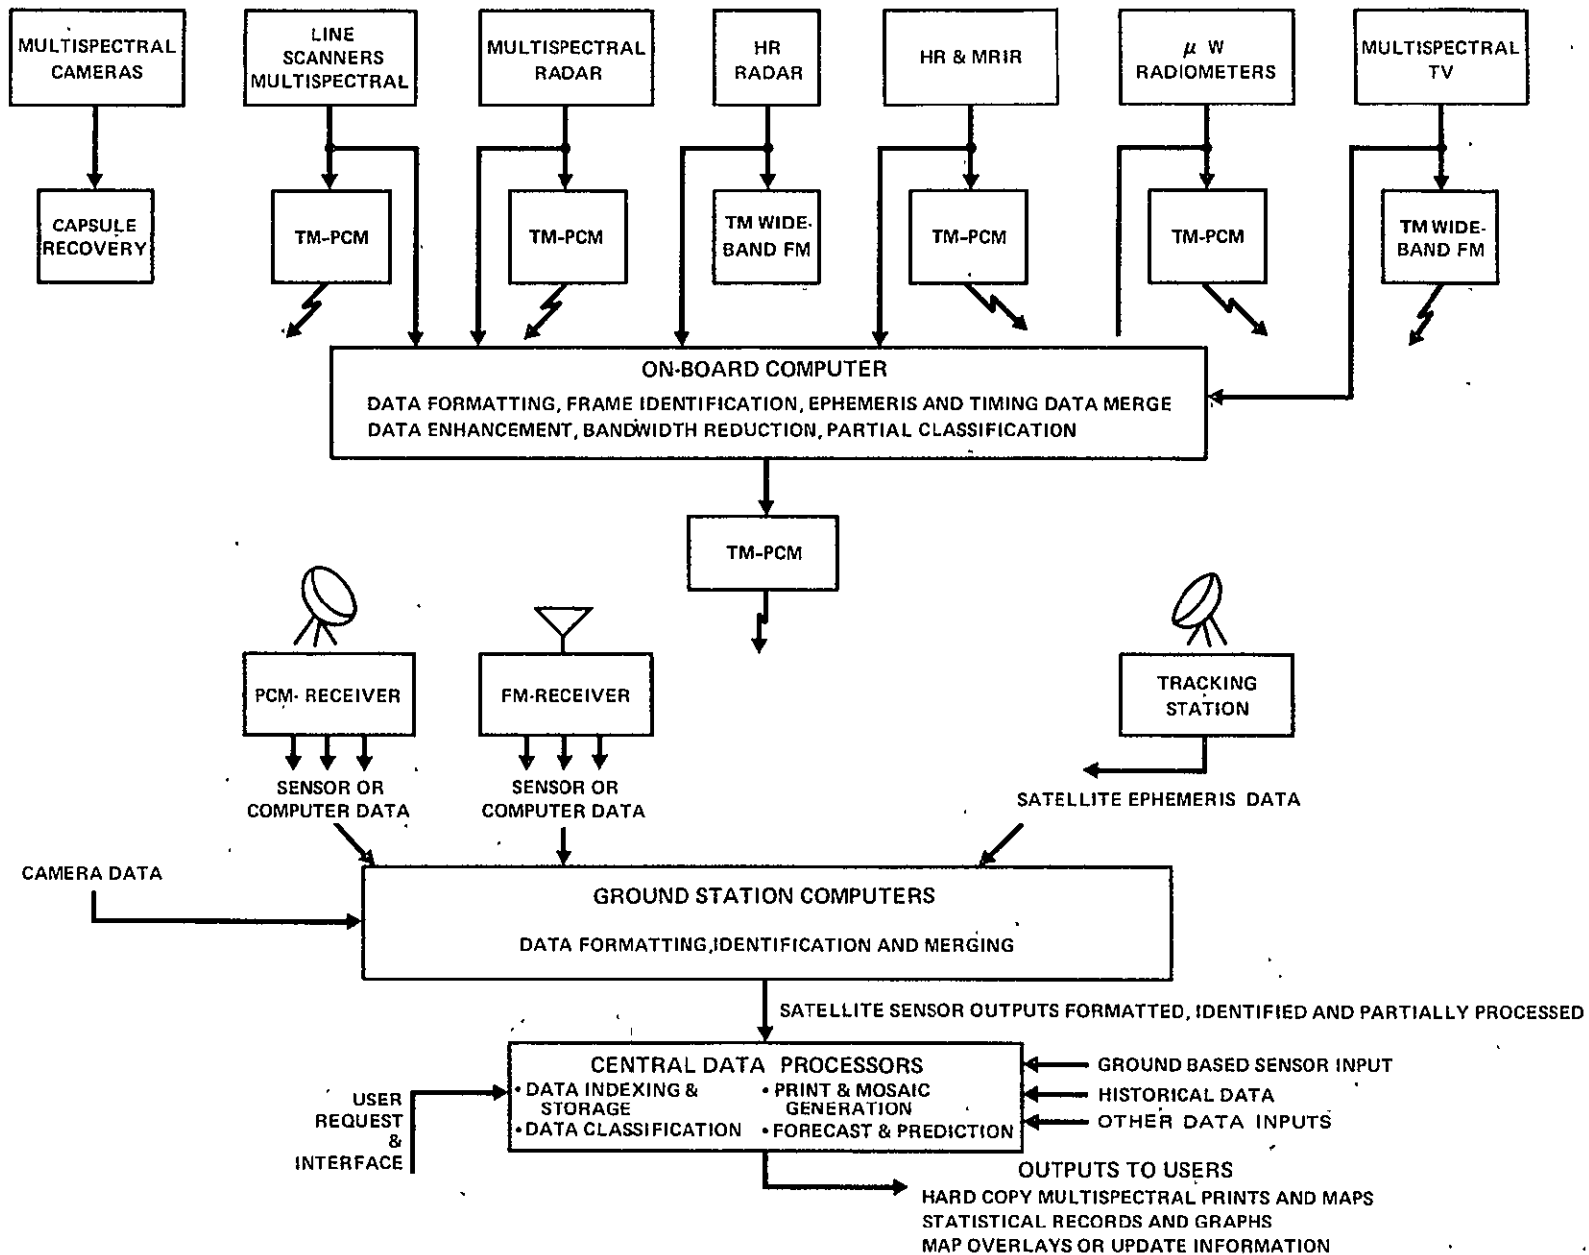 MULTISPECTRAL
CAMERAS
LINE
SCANNERS
MULTISPECTRAL
MULTISPECTRAL
RADAR
HR
RADAR
HR & MRIR
μ W
RADIOMETERS
MULTISPECTRAL
TV
CAPSULE
RECOVERY
TM-PCM
TM-PCM
TM WIDE-
BAND FM
TM-PCM
TM-PCM
TM WIDE-
BAND FM
ON-BOARD COMPUTER
DATA FORMATTING, FRAME IDENTIFICATION, EPHEMERIS AND TIMING DATA MERGE
DATA ENHANCEMENT, BANDWIDTH REDUCTION, PARTIAL CLASSIFICATION
TM-PCM
PCM- RECEIVER
FM-RECEIVER
TRACKING
STATION
SENSOR OR
COMPUTER DATA
SENSOR OR
COMPUTER DATA
SATELLITE EPHEMERIS DATA
CAMERA DATA
GROUND STATION COMPUTERS
DATA FORMATTING,IDENTIFICATION AND MERGING
SATELLITE SENSOR OUTPUTS FORMATTED, IDENTIFIED AND PARTIALLY PROCESSED
CENTRAL DATA PROCESSORS
• DATA INDEXING &
STORAGE
• DATA CLASSIFICATION
• PRINT & MOSAIC
GENERATION
• FORECAST & PREDICTION
GROUND BASED SENSOR INPUT
HISTORICAL DATA
OTHER DATA INPUTS
USER
REQUEST
&
INTERFACE
OUTPUTS TO USERS
HARD COPY MULTISPECTRAL PRINTS AND MAPS
STATISTICAL RECORDS AND GRAPHS
MAP OVERLAYS OR UPDATE INFORMATION